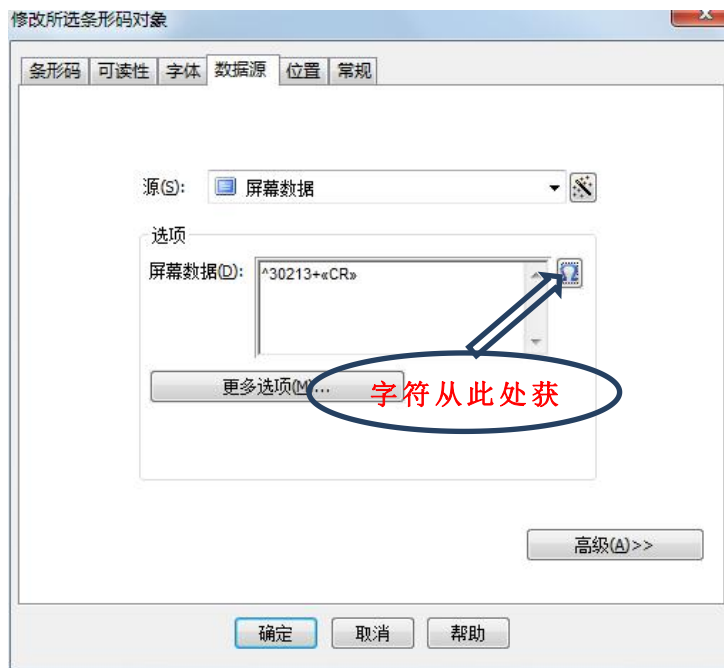 修改所选条形码对象
条形码 可读性 字体 数据源 位置 常规
源(S): 屏幕数据
选项
屏幕数据(D): ^30213+«CR»
更多选项(M)...
字符从此处获
高级(A)>>
确定 取消 帮助